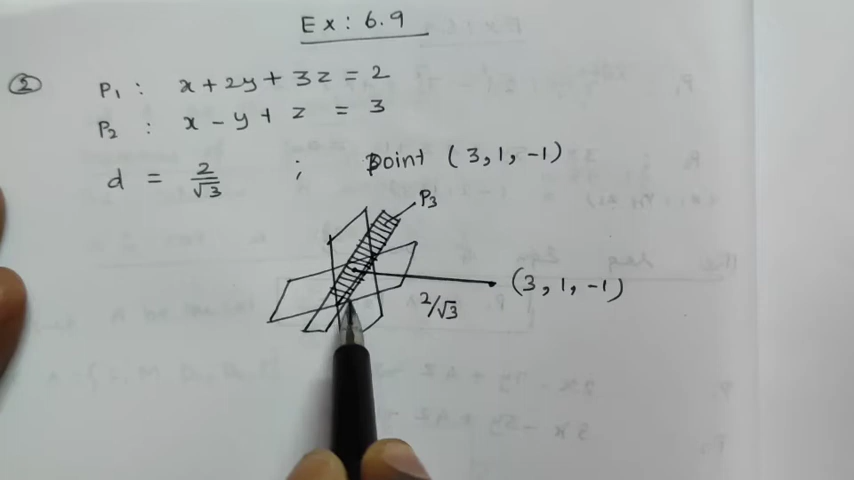 Ex : 6.9
② P₁ : x + 2y + 3z = 2
P₂ : x - y + z = 3
d = 2/√3 ; point (3, 1, -1)
P₃
(3, 1, -1)
2/√3